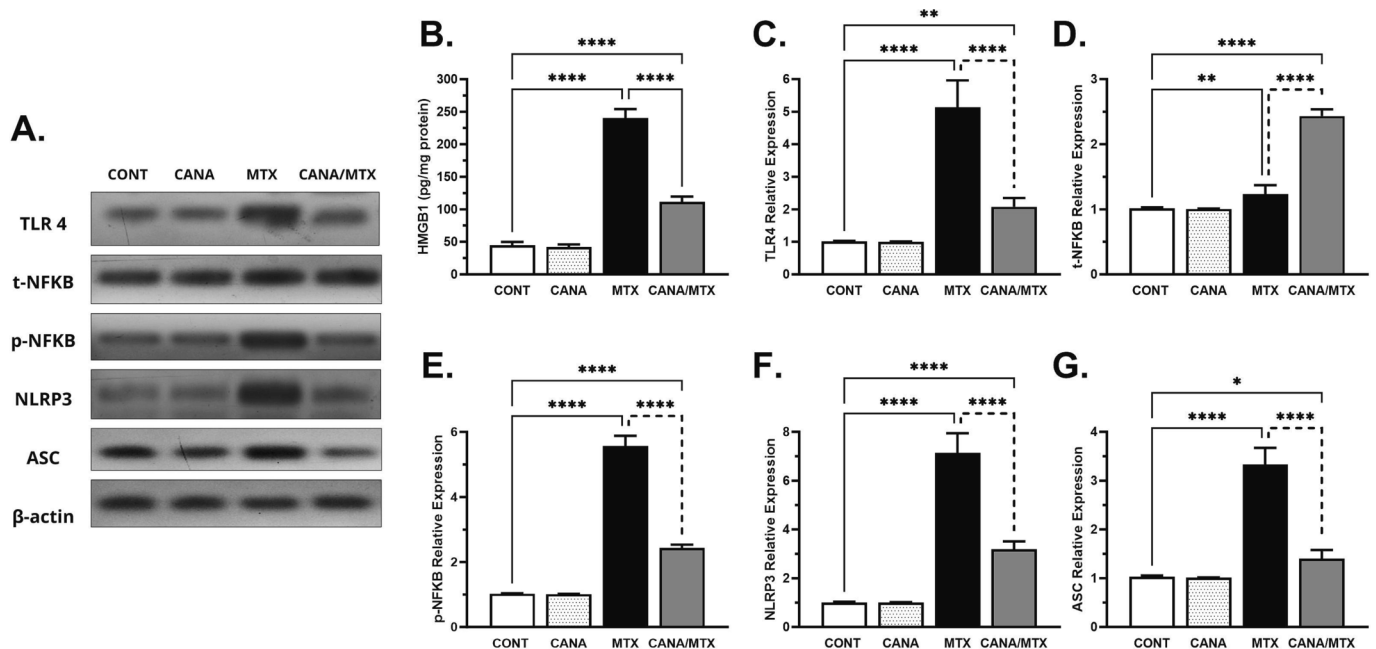 A.
CONT CANA MTX CANA/MTX
TLR 4
t-NFKB
p-NFKB
NLRP3
ASC
β-actin
B.
****
**** ****
HMGB1 (pg/mg protein)
300
250
200
150
100
50
0
CONT CANA MTX CANA/MTX
C.
**
**** ****
TLR4 Relative Expression
6
5
4
3
2
1
0
CONT CANA MTX CANA/MTX
D.
****
** ****
t-NFKB Relative Expression
3
2
1
0
CONT CANA MTX CANA/MTX
E.
****
**** ****
p-NFKB Relative Expression
6
4
2
0
CONT CANA MTX CANA/MTX
F.
****
**** ****
NLRP3 Relative Expression
8
6
4
2
0
CONT CANA MTX CANA/MTX
G.
*
**** ****
ASC Relative Expression
4
3
2
1
0
CONT CANA MTX CANA/MTX